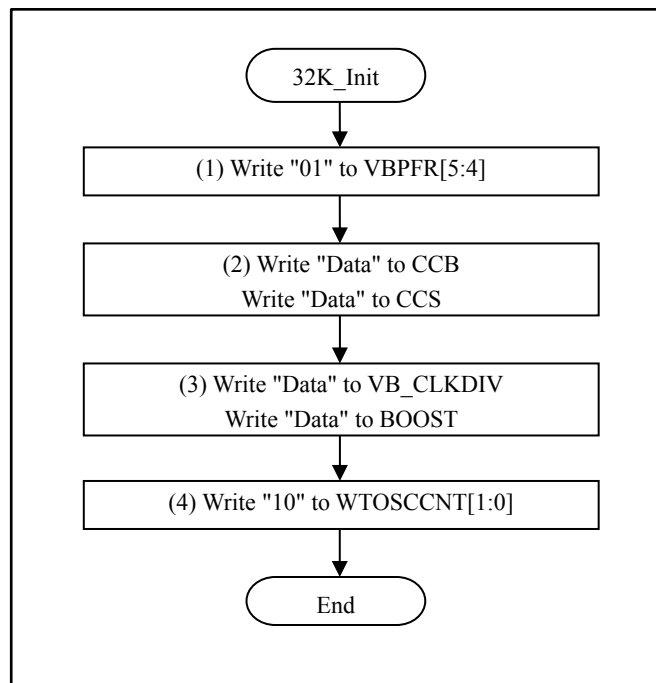 32K_Init
(1) Write "01" to VBPFR[5:4]
(2) Write "Data" to CCB
Write "Data" to CCS
(3) Write "Data" to VB_CLKDIV
Write "Data" to BOOST
(4) Write "10" to WTOSCCNT[1:0]
End